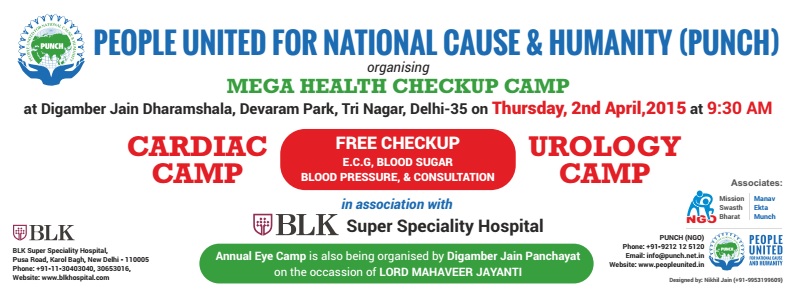 PUNCH
PEOPLE UNITED FOR NATIONAL CAUSE & HUMANITY (PUNCH)
organising
MEGA HEALTH CHECKUP CAMP
at Digamber Jain Dharamshala, Devaram Park, Tri Nagar, Delhi-35 on Thursday, 2nd April,2015 at 9:30 AM
CARDIAC
CAMP
FREE CHECKUP
E.C.G, BLOOD SUGAR
BLOOD PRESSURE, & CONSULTATION
UROLOGY
CAMP
in association with
BLK Super Speciality Hospital
Annual Eye Camp is also being organised by Digamber Jain Panchayat
on the occassion of LORD MAHAVEER JAYANTI
BLK
BLK Super Speciality Hospital,
Pusa Road, Karol Bagh, New Delhi • 110005
Phone: +91-11-30403040, 30653016,
Website: www.blkhospital.com
Associates:
NGO
Mission
Swasth
Bharat
Manav
Ekta
Munch
PUNCH (NGO)
Phone: +91-9212 12 5120
Email: info@punch.net.in
Website: www.peopleunited.in
PEOPLE
UNITED
FOR NATIONAL CAUSE
AND HUMANITY
Designed by: Nikhil Jain (+91-9953199609)